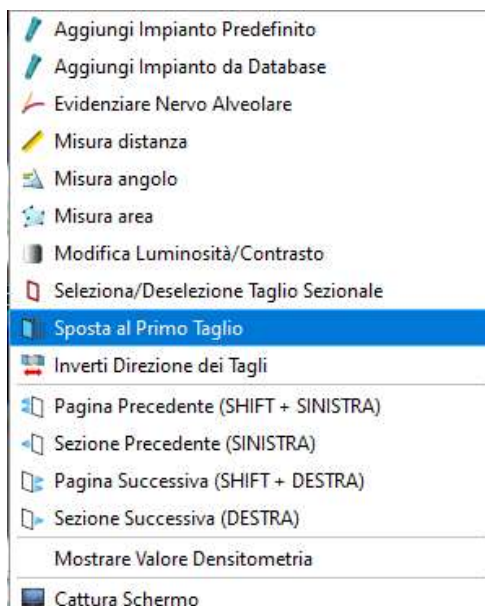 Aggiungi Impianto Predefinito
Aggiungi Impianto da Database
Evidenziare Nervo Alveolare
Misura distanza
Misura angolo
Misura area
Modifica Luminosità/Contrasto
Seleziona/Deselezione Taglio Sezionale
Sposta al Primo Taglio
Inverti Direzione dei Tagli
Pagina Precedente (SHIFT + SINISTRA)
Sezione Precedente (SINISTRA)
Pagina Successiva (SHIFT + DESTRA)
Sezione Successiva (DESTRA)
Mostrare Valore Densitometria
Cattura Schermo